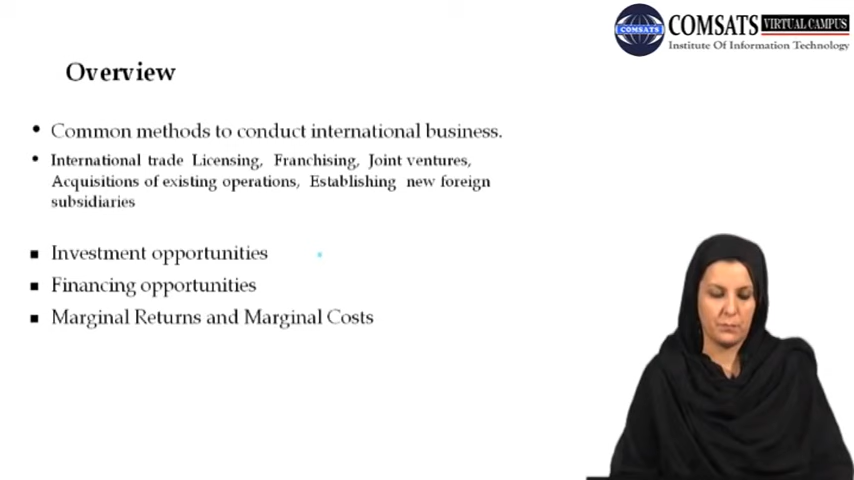 COMSATS VIRTUAL CAMPUS
COMSATS
Institute Of Information Technology
Overview
• Common methods to conduct international business.
• International trade Licensing, Franchising, Joint ventures,
Acquisitions of existing operations, Establishing new foreign
subsidiaries
■ Investment opportunities
■ Financing opportunities
■ Marginal Returns and Marginal Costs